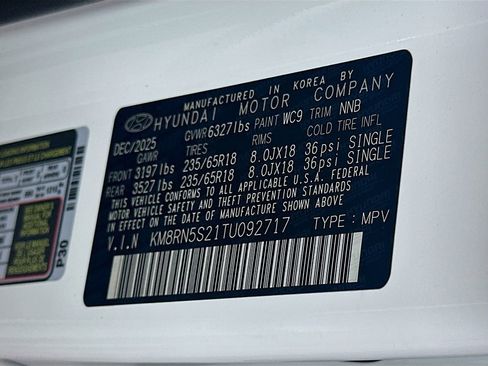 MANUFACTURED IN KOREA BY
HYUNDAI MOTOR COMPANY
DEC/2025 GVWR 6327lbs PAINT WC9 TRIM NNB
GAWR TIRES RIMS COLD TIRE INFL
FRONT 3197lbs 235/65R18 8.0JX18 36psi SINGLE
REAR 3527lbs 235/65R18 8.0JX18 36psi SINGLE
THIS VEHICLE CONFORMS TO ALL APPLICABLE U.S.A. FEDERAL
MOTOR VEHICLE SAFETY AND THEFT PREVENTION STANDARDS
IN EFFECT ON THE DATE OF MANUFACTURE SHOWN ABOVE.
V.I.N KM8RN5S21TU092717 TYPE : MPV
P30